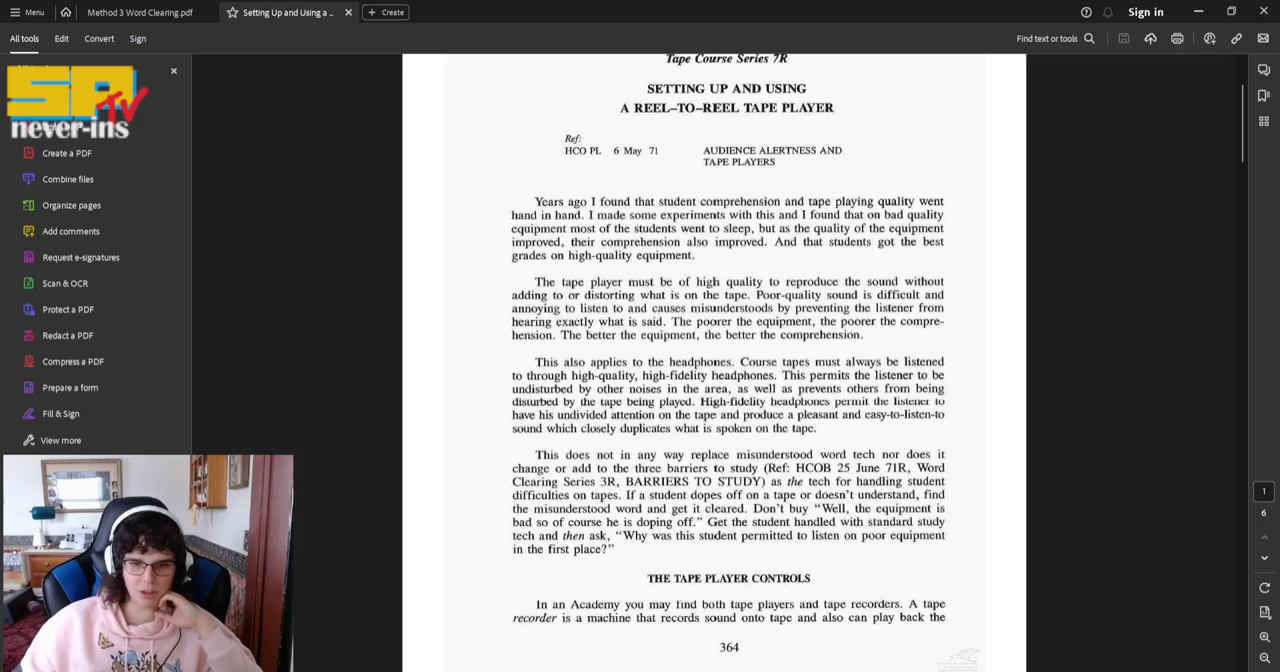 Menu
Method 3 Word Clearing.pdf
Setting Up and Using a ...
Create
Sign in
All tools
Edit
Convert
Sign
Find text or tools
SPTV
never-ins
Create a PDF
Combine files
Organize pages
Add comments
Request e-signatures
Scan & OCR
Protect a PDF
Redact a PDF
Compress a PDF
Prepare a form
Fill & Sign
View more
Tape Course Series 7R
SETTING UP AND USING
A REEL–TO–REEL TAPE PLAYER
Ref:
HCO PL 6 May 71 AUDIENCE ALERTNESS AND
TAPE PLAYERS
Years ago I found that student comprehension and tape playing quality went
hand in hand. I made some experiments with this and I found that on bad quality
equipment most of the students went to sleep, but as the quality of the equipment
improved, their comprehension also improved. And that students got the best
grades on high-quality equipment.
The tape player must be of high quality to reproduce the sound without
adding to or distorting what is on the tape. Poor-quality sound is difficult and
annoying to listen to and causes misunderstoods by preventing the listener from
hearing exactly what is said. The poorer the equipment, the poorer the compre-
hension. The better the equipment, the better the comprehension.
This also applies to the headphones. Course tapes must always be listened
to through high-quality, high-fidelity headphones. This permits the listener to be
undisturbed by other noises in the area, as well as prevents others from being
disturbed by the tape being played. High-fidelity headphones permit the listener to
have his undivided attention on the tape and produce a pleasant and easy-to-listen-to
sound which closely duplicates what is spoken on the tape.
This does not in any way replace misunderstood word tech nor does it
change or add to the three barriers to study (Ref: HCOB 25 June 71R, Word
Clearing Series 3R, BARRIERS TO STUDY) as the tech for handling student
difficulties on tapes. If a student dopes off on a tape or doesn't understand, find
the misunderstood word and get it cleared. Don't buy "Well, the equipment is
bad so of course he is doping off." Get the student handled with standard study
tech and then ask, "Why was this student permitted to listen on poor equipment
in the first place?"
THE TAPE PLAYER CONTROLS
In an Academy you may find both tape players and tape recorders. A tape
recorder is a machine that records sound onto tape and also can play back the
364
1
6